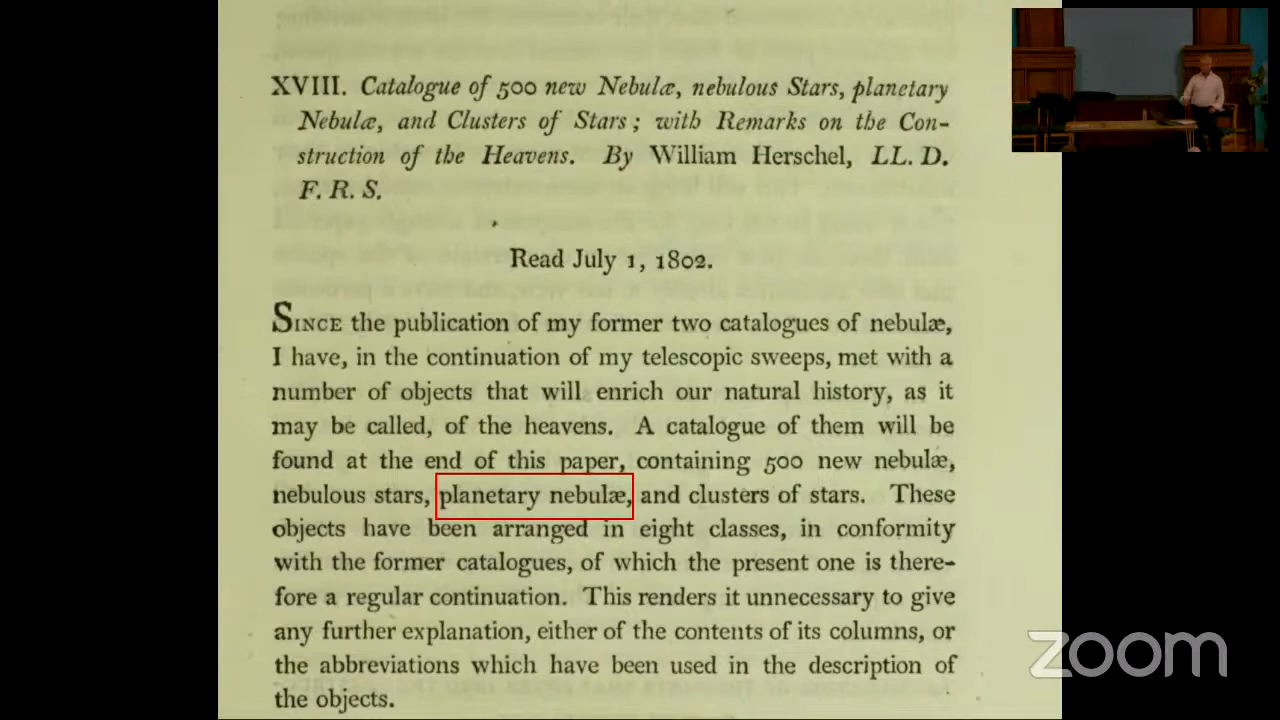 XVIII. Catalogue of 500 new Nebulæ, nebulous Stars, planetary
Nebulæ, and Clusters of Stars; with Remarks on the Con-
struction of the Heavens. By William Herschel, LL. D.
F. R. S.
Read July 1, 1802.
SINCE the publication of my former two catalogues of nebulæ,
I have, in the continuation of my telescopic sweeps, met with a
number of objects that will enrich our natural history, as it
may be called, of the heavens. A catalogue of them will be
found at the end of this paper, containing 500 new nebulæ,
nebulous stars, planetary nebulæ, and clusters of stars. These
objects have been arranged in eight classes, in conformity
with the former catalogues, of which the present one is there-
fore a regular continuation. This renders it unnecessary to give
any further explanation, either of the contents of its columns, or
the abbreviations which have been used in the description of
the objects.
zoom